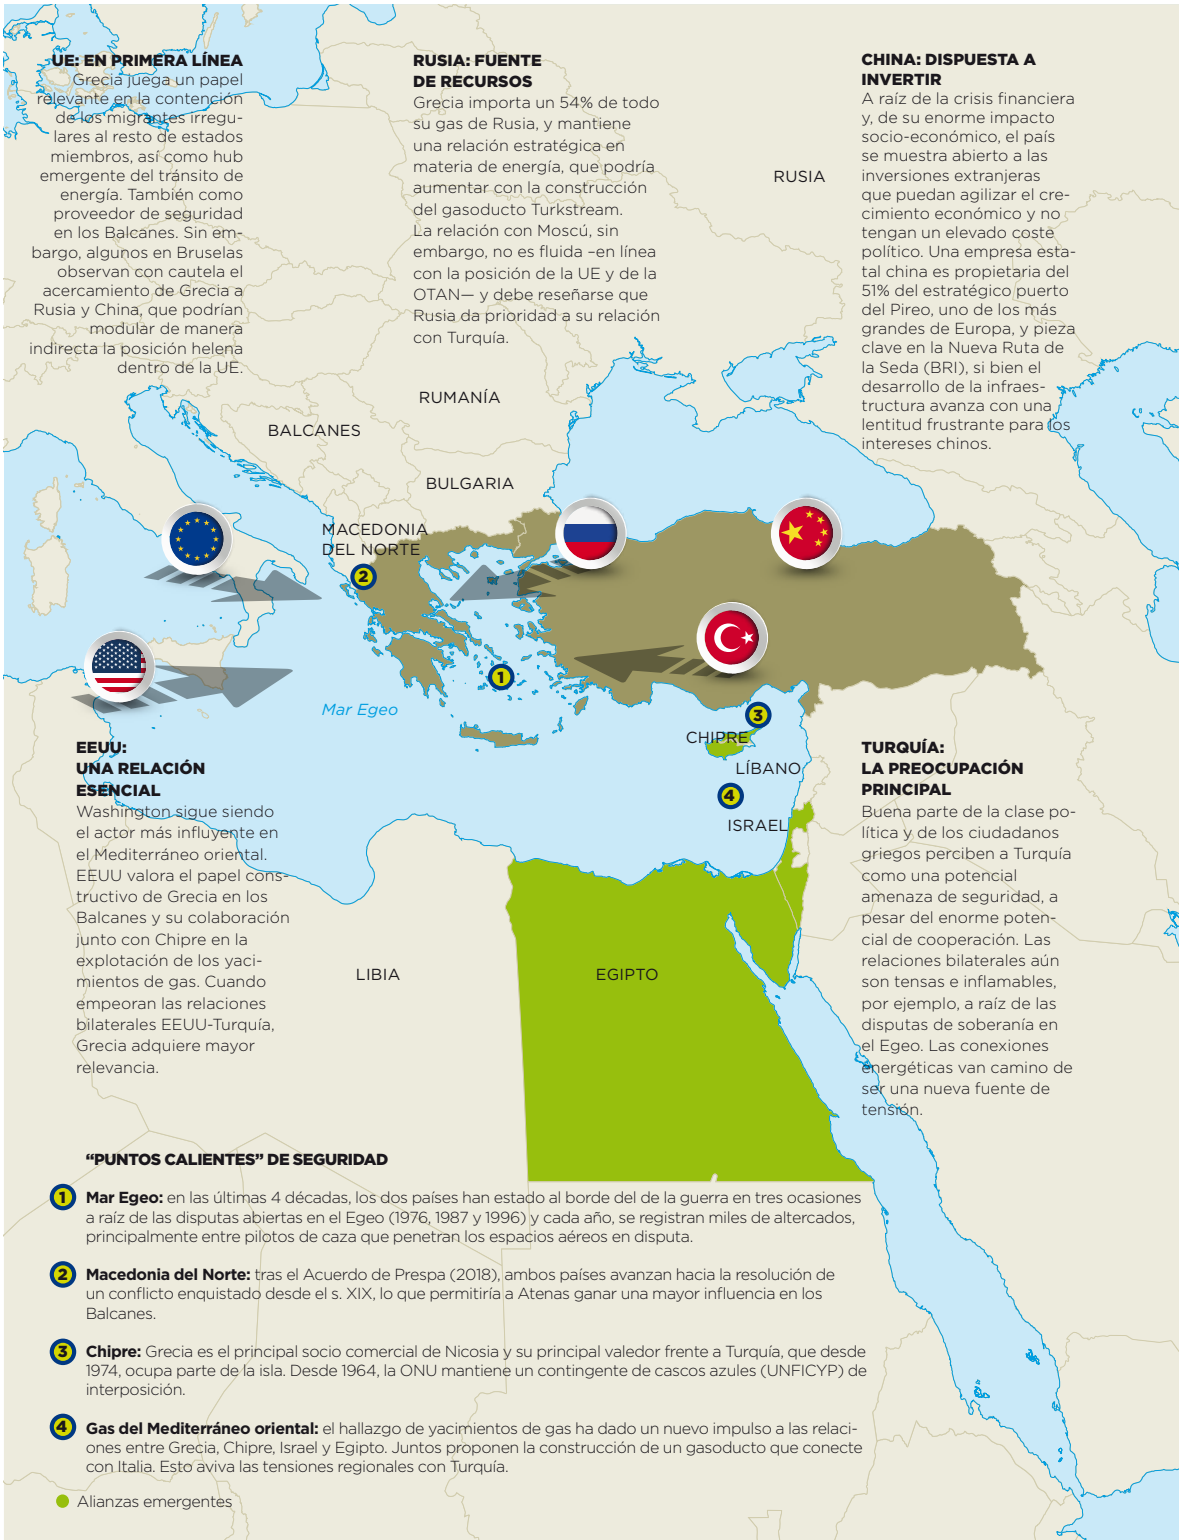 UE: EN PRIMERA LÍNEA
Grecia juega un papel
relevante en la contención
de los migrantes irregu-
lares al resto de estados
miembros, así como hub
emergente del tránsito de
energía. También como
proveedor de seguridad
en los Balcanes. Sin em-
bargo, algunos en Bruselas
observan con cautela el
acercamiento de Grecia a
Rusia y China, que podrían
modular de manera
indirecta la posición helena
dentro de la UE.
RUSIA: FUENTE
DE RECURSOS
Grecia importa un 54% de todo
su gas de Rusia, y mantiene
una relación estratégica en
materia de energía, que podría
aumentar con la construcción
del gasoducto Turkstream.
La relación con Moscú, sin
embargo, no es fluida –en línea
con la posición de la UE y de la
OTAN— y debe reseñarse que
Rusia da prioridad a su relación
con Turquía.
CHINA: DISPUESTA A
INVERTIR
A raíz de la crisis financiera
y, de su enorme impacto
socio-económico, el país
se muestra abierto a las
inversiones extranjeras
que puedan agilizar el cre-
cimiento económico y no
tengan un elevado coste
político. Una empresa esta-
tal china es propietaria del
51% del estratégico puerto
del Pireo, uno de los más
grandes de Europa, y pieza
clave en la Nueva Ruta de
la Seda (BRI), si bien el
desarrollo de la infraes-
tructura avanza con una
lentitud frustrante para los
intereses chinos.
RUSIA
RUMANÍA
BALCANES
BULGARIA
MACEDONIA
DEL NORTE
2
1
Mar Egeo
3
CHIPRE
LÍBANO
4
ISRAEL
LIBIA
EGIPTO
EEUU:
UNA RELACIÓN
ESENCIAL
Washington sigue siendo
el actor más influyente en
el Mediterráneo oriental.
EEUU valora el papel cons-
tructivo de Grecia en los
Balcanes y su colaboración
junto con Chipre en la
explotación de los yaci-
mientos de gas. Cuando
empeoran las relaciones
bilaterales EEUU-Turquía,
Grecia adquiere mayor
relevancia.
TURQUÍA:
LA PREOCUPACIÓN
PRINCIPAL
Buena parte de la clase po-
lítica y de los ciudadanos
griegos perciben a Turquía
como una potencial
amenaza de seguridad, a
pesar del enorme poten-
cial de cooperación. Las
relaciones bilaterales aún
son tensas e inflamables,
por ejemplo, a raíz de las
disputas de soberanía en
el Egeo. Las conexiones
energéticas van camino de
ser una nueva fuente de
tensión.
“PUNTOS CALIENTES” DE SEGURIDAD
1 Mar Egeo: en las últimas 4 décadas, los dos países han estado al borde del de la guerra en tres ocasiones
a raíz de las disputas abiertas en el Egeo (1976, 1987 y 1996) y cada año, se registran miles de altercados,
principalmente entre pilotos de caza que penetran los espacios aéreos en disputa.
2 Macedonia del Norte: tras el Acuerdo de Prespa (2018), ambos países avanzan hacia la resolución de
un conflicto enquistado desde el s. XIX, lo que permitiría a Atenas ganar una mayor influencia en los
Balcanes.
3 Chipre: Grecia es el principal socio comercial de Nicosia y su principal valedor frente a Turquía, que desde
1974, ocupa parte de la isla. Desde 1964, la ONU mantiene un contingente de cascos azules (UNFICYP) de
interposición.
4 Gas del Mediterráneo oriental: el hallazgo de yacimientos de gas ha dado un nuevo impulso a las relaci-
ones entre Grecia, Chipre, Israel y Egipto. Juntos proponen la construcción de un gasoducto que conecte
con Italia. Esto aviva las tensiones regionales con Turquía.
Alianzas emergentes